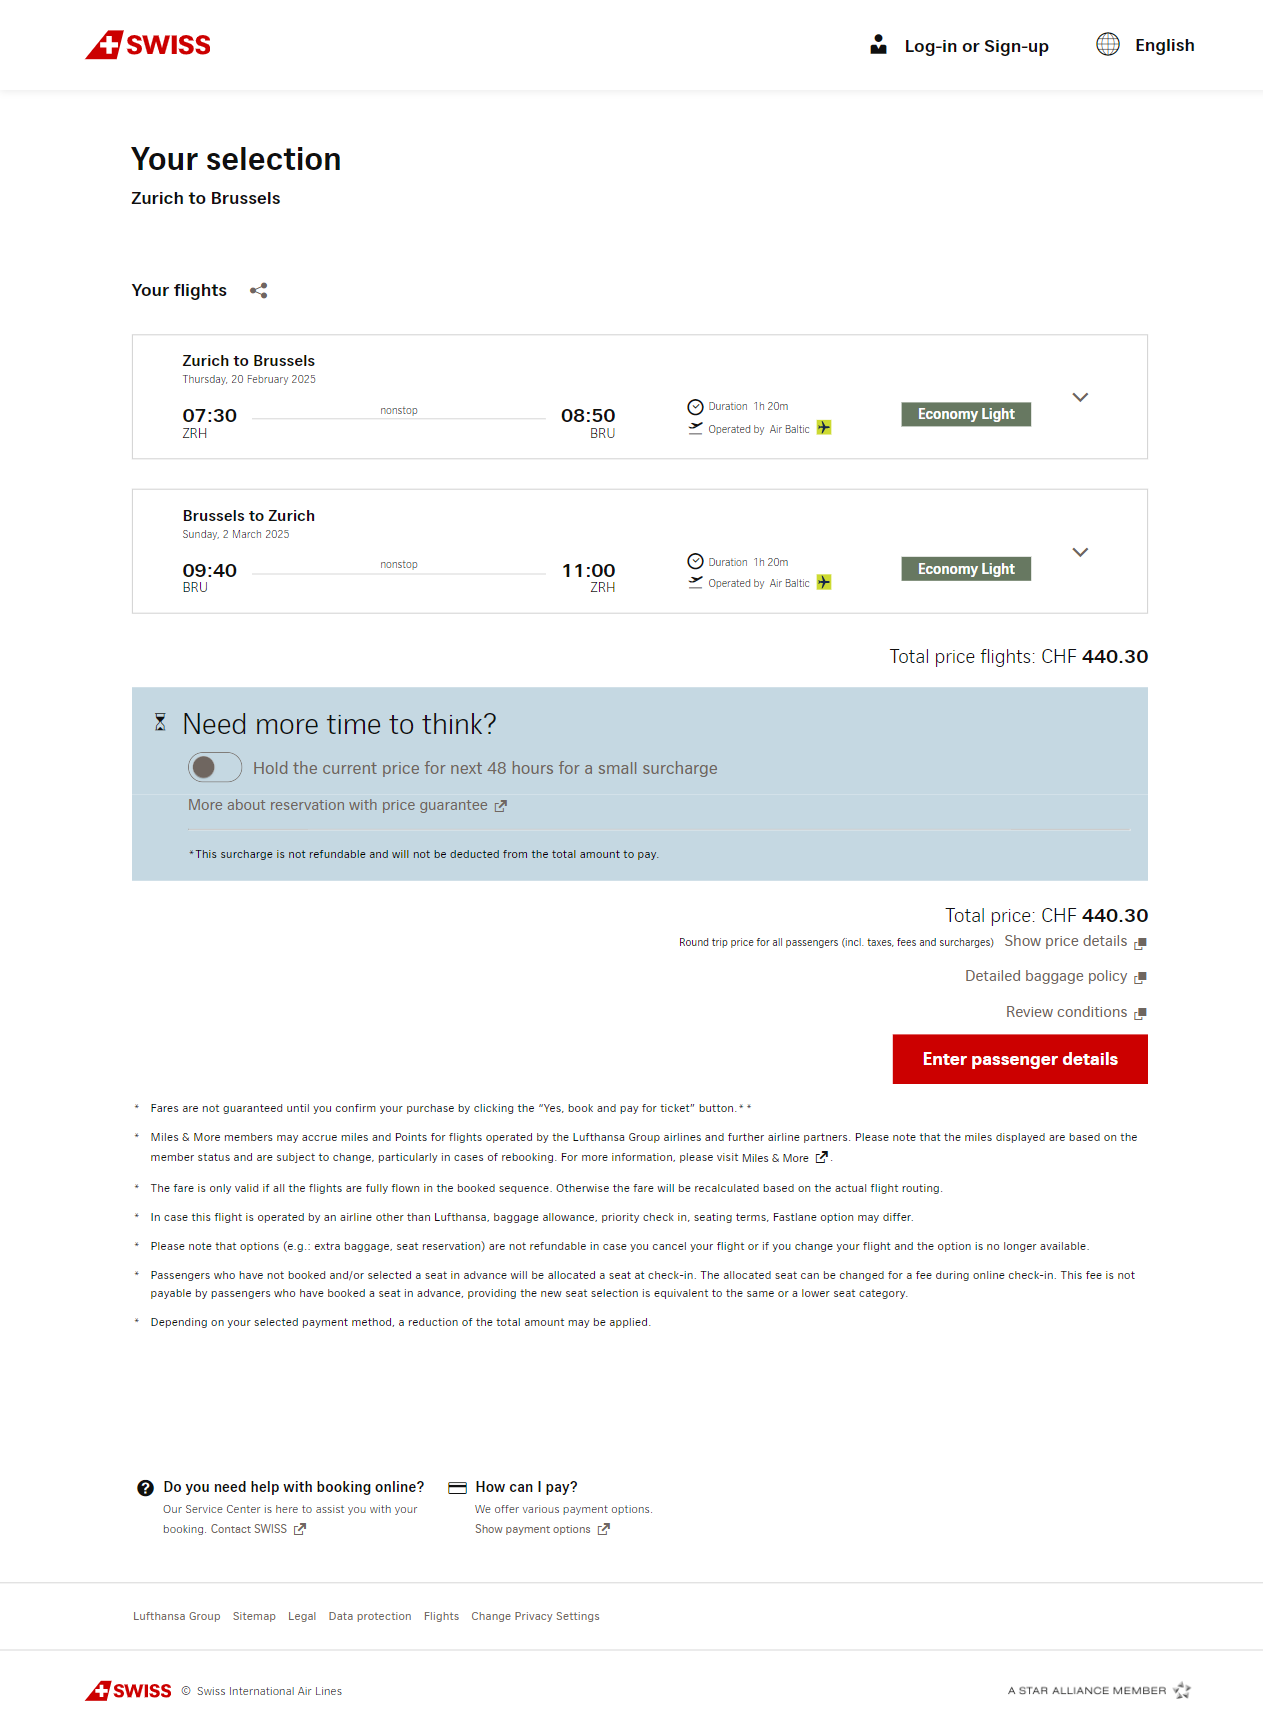 SWISS
Log-in or Sign-up
English
Your selection
Zurich to Brussels
Your flights
Zurich to Brussels
Thursday, 20 February 2025
07:30
nonstop
08:50
ZRH
BRU
Duration 1h 20m
Operated by Air Baltic
Economy Light
Brussels to Zurich
Sunday, 2 March 2025
09:40
nonstop
11:00
BRU
ZRH
Duration 1h 20m
Operated by Air Baltic
Economy Light
Total price flights: CHF 440.30
Need more time to think?
Hold the current price for next 48 hours for a small surcharge
More about reservation with price guarantee
*This surcharge is not refundable and will not be deducted from the total amount to pay.
Total price: CHF 440.30
Round trip price for all passengers (incl. taxes, fees and surcharges) Show price details
Detailed baggage policy
Review conditions
Enter passenger details
* Fares are not guaranteed until you confirm your purchase by clicking the “Yes, book and pay for ticket” button.**
* Miles & More members may accrue miles and Points for flights operated by the Lufthansa Group airlines and further airline partners. Please note that the miles displayed are based on the
member status and are subject to change, particularly in cases of rebooking. For more information, please visit Miles & More .
* The fare is only valid if all the flights are fully flown in the booked sequence. Otherwise the fare will be recalculated based on the actual flight routing.
* In case this flight is operated by an airline other than Lufthansa, baggage allowance, priority check in, seating terms, Fastlane option may differ.
* Please note that options (e.g.: extra baggage, seat reservation) are not refundable in case you cancel your flight or if you change your flight and the option is no longer available.
* Passengers who have not booked and/or selected a seat in advance will be allocated a seat at check-in. The allocated seat can be changed for a fee during online check-in. This fee is not
payable by passengers who have booked a seat in advance, providing the new seat selection is equivalent to the same or a lower seat category.
* Depending on your selected payment method, a reduction of the total amount may be applied.
Do you need help with booking online?
Our Service Center is here to assist you with your
booking. Contact SWISS
How can I pay?
We offer various payment options.
Show payment options
Lufthansa Group Sitemap Legal Data protection Flights Change Privacy Settings
SWISS © Swiss International Air Lines
A STAR ALLIANCE MEMBER